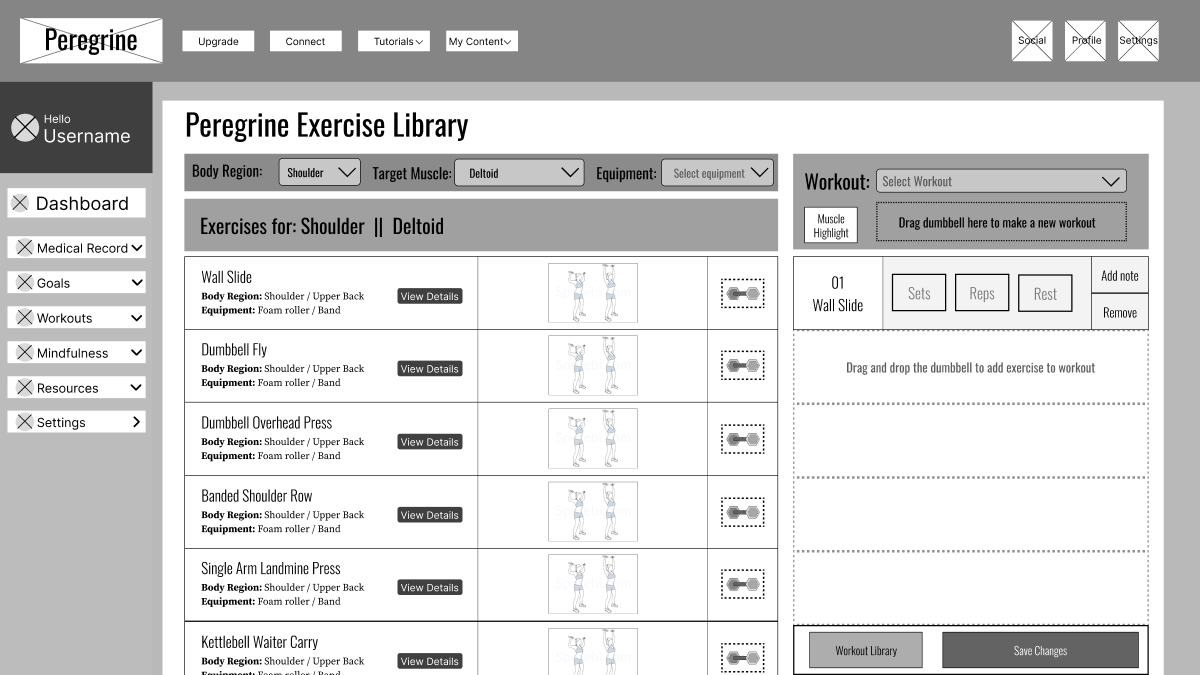 Peregrine
Upgrade
Connect
Tutorials
My Content
Social
Profile
Settings
Hello
Username
Dashboard
Medical Record
Goals
Workouts
Mindfulness
Resources
Settings
Peregrine Exercise Library
Body Region:
Shoulder
Target Muscle:
Deltoid
Equipment:
Select equipment
Exercises for: Shoulder || Deltoid
Wall Slide
Body Region: Shoulder / Upper Back
Equipment: Foam roller / Band
View Details
Dumbbell Fly
Body Region: Shoulder / Upper Back
Equipment: Foam roller / Band
View Details
Dumbbell Overhead Press
Body Region: Shoulder / Upper Back
Equipment: Foam roller / Band
View Details
Banded Shoulder Row
Body Region: Shoulder / Upper Back
Equipment: Foam roller / Band
View Details
Single Arm Landmine Press
Body Region: Shoulder / Upper Back
Equipment: Foam roller / Band
View Details
Kettlebell Waiter Carry
Body Region: Shoulder / Upper Back
Equipment: Foam roller / Band
View Details
Workout:
Select Workout
Muscle
Highlight
Drag dumbbell here to make a new workout
01
Wall Slide
Sets
Reps
Rest
Add note
Remove
Drag and drop the dumbbell to add exercise to workout
Workout Library
Save Changes